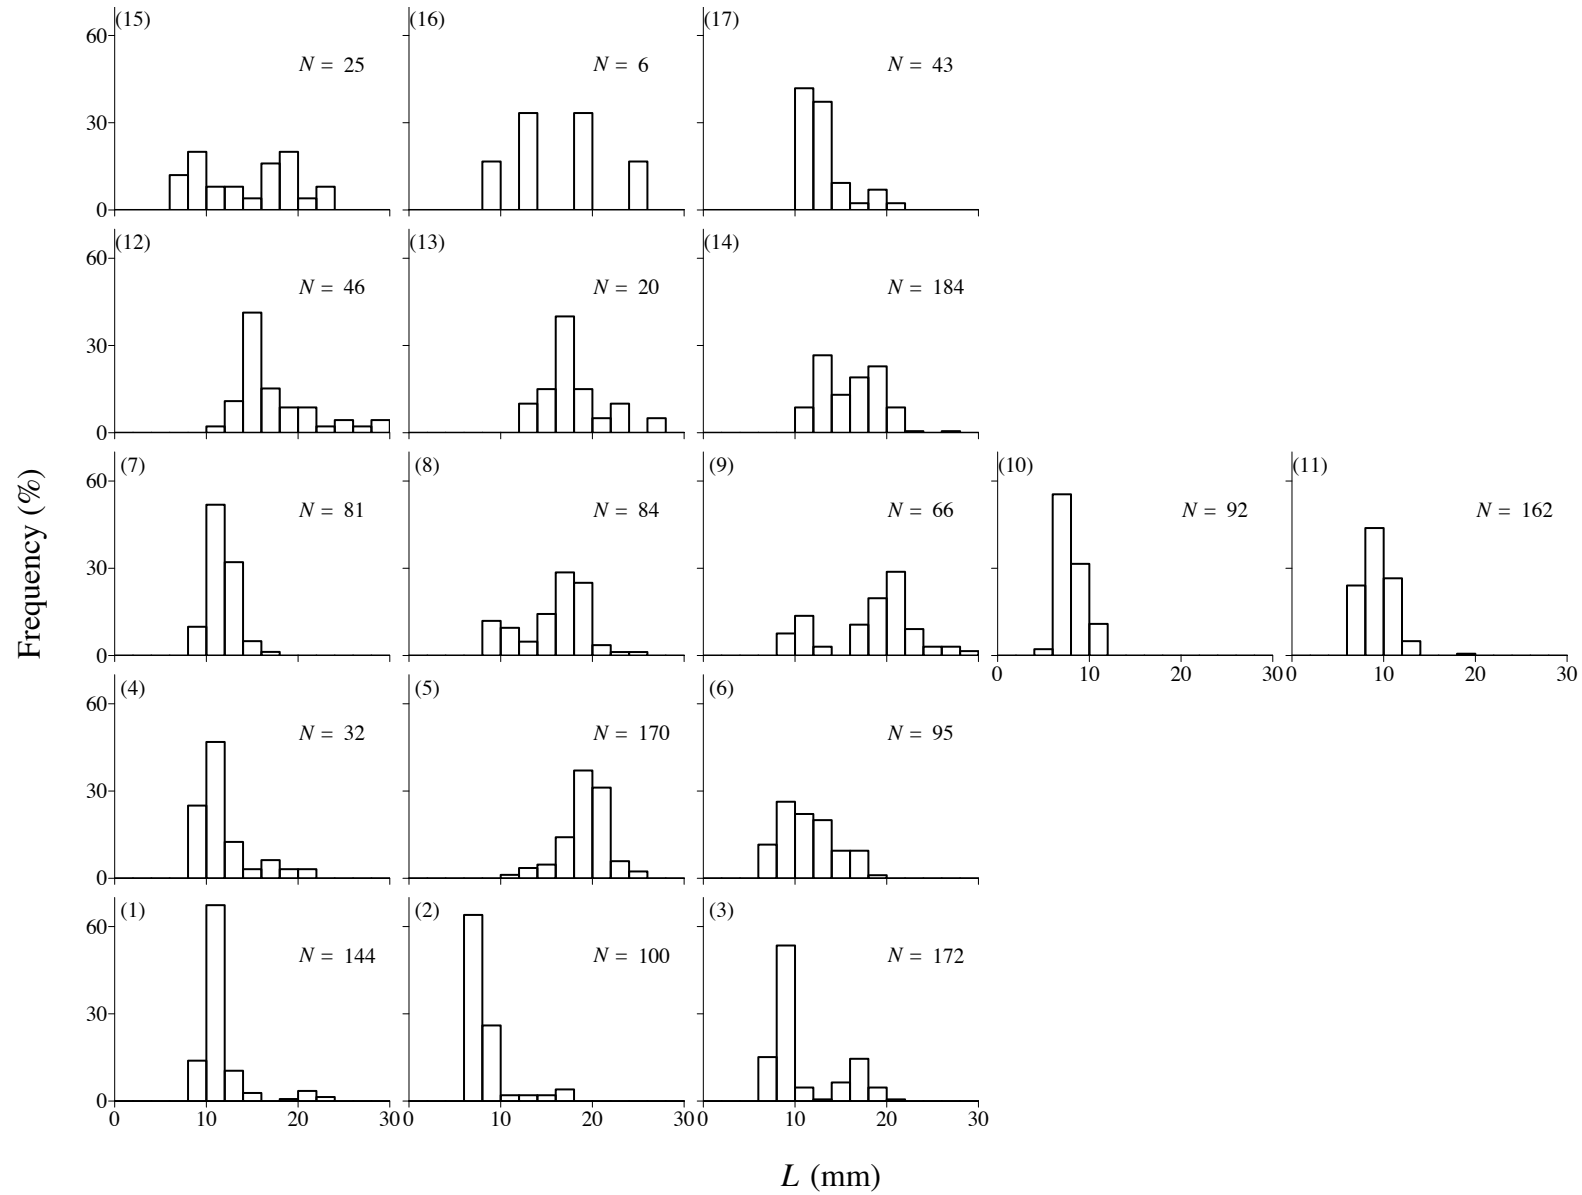 (15) (16) (17)
60
N = 25 N = 6 N = 43
30
0
(12) (13) (14)
60
N = 46 N = 20 N = 184
30
0
(7) (8) (9) (10) (11)
60
N = 81 N = 84 N = 66 N = 92 N = 162
30
0
0 10 20 30 0 10 20 30
(4) (5) (6)
60
N = 32 N = 170 N = 95
30
0
(1) (2) (3)
60
N = 144 N = 100 N = 172
30
0
0 10 20 30 0 10 20 30 0 10 20 30
Frequency (%)
L (mm)